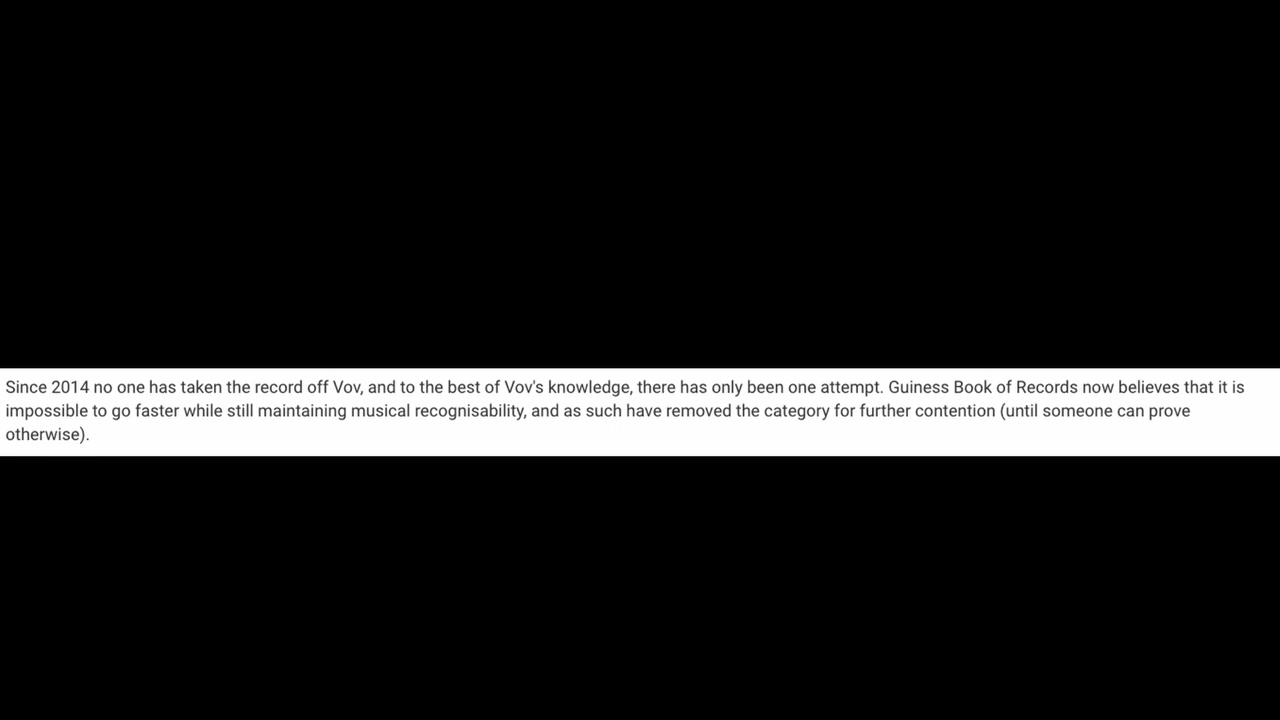 Since 2014 no one has taken the record off Vov, and to the best of Vov's knowledge, there has only been one attempt. Guiness Book of Records now believes that it is
impossible to go faster while still maintaining musical recognisability, and as such have removed the category for further contention (until someone can prove
otherwise).